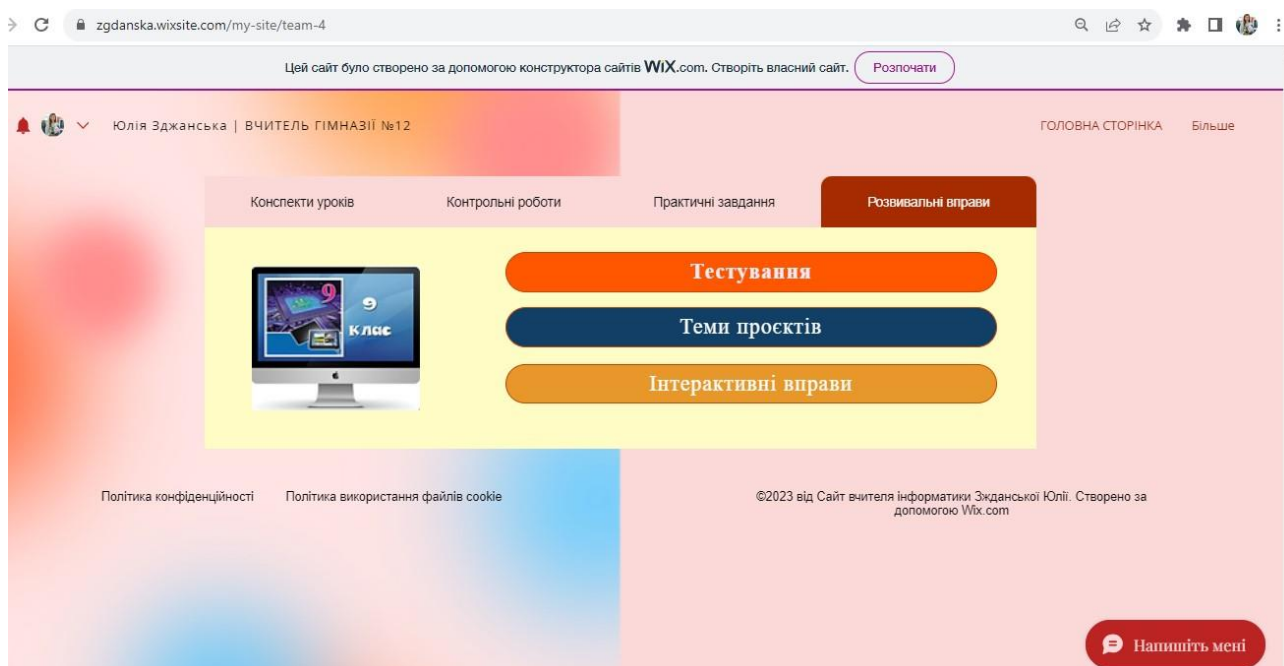 zgdanska.wixsite.com/my-site/team-4
Цей сайт було створено за допомогою конструктора сайтів WiX.com. Створіть власний сайт. Розпочати
Юлія Зджанська | ВЧИТЕЛЬ ГІМНАЗІЇ №12
ГОЛОВНА СТОРІНКА Більше
Конспекти уроків Контрольні роботи Практичні завдання Розвивальні вправи
9 9
клас
Тестування
Теми проєктів
Інтерактивні вправи
Політика конфіденційності Політика використання файлів cookie
©2023 від Сайт вчителя інформатики Зжданської Юлії. Створено за
допомогою Wix.com
Напишіть мені